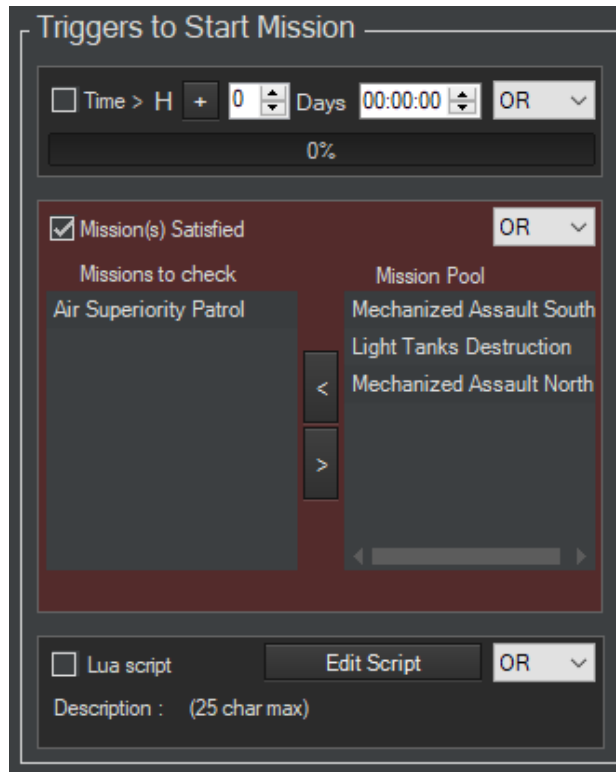 Triggers to Start Mission
Time > H + 0 Days 00:00:00 OR
0%
Mission(s) Satisfied OR
Missions to check Mission Pool
Air Superiority Patrol Mechanized Assault South
Light Tanks Destruction
< Mechanized Assault North
>
Lua script Edit Script OR
Description : (25 char max)